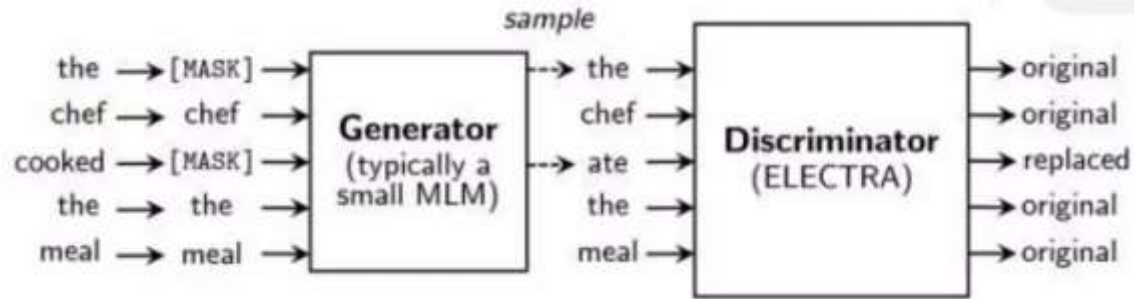 sample
the [MASK] the original
chef chef chef original
cooked [MASK] ate replaced
the the the original
meal meal meal original
Generator
(typically a
small MLM)
Discriminator
(ELECTRA)